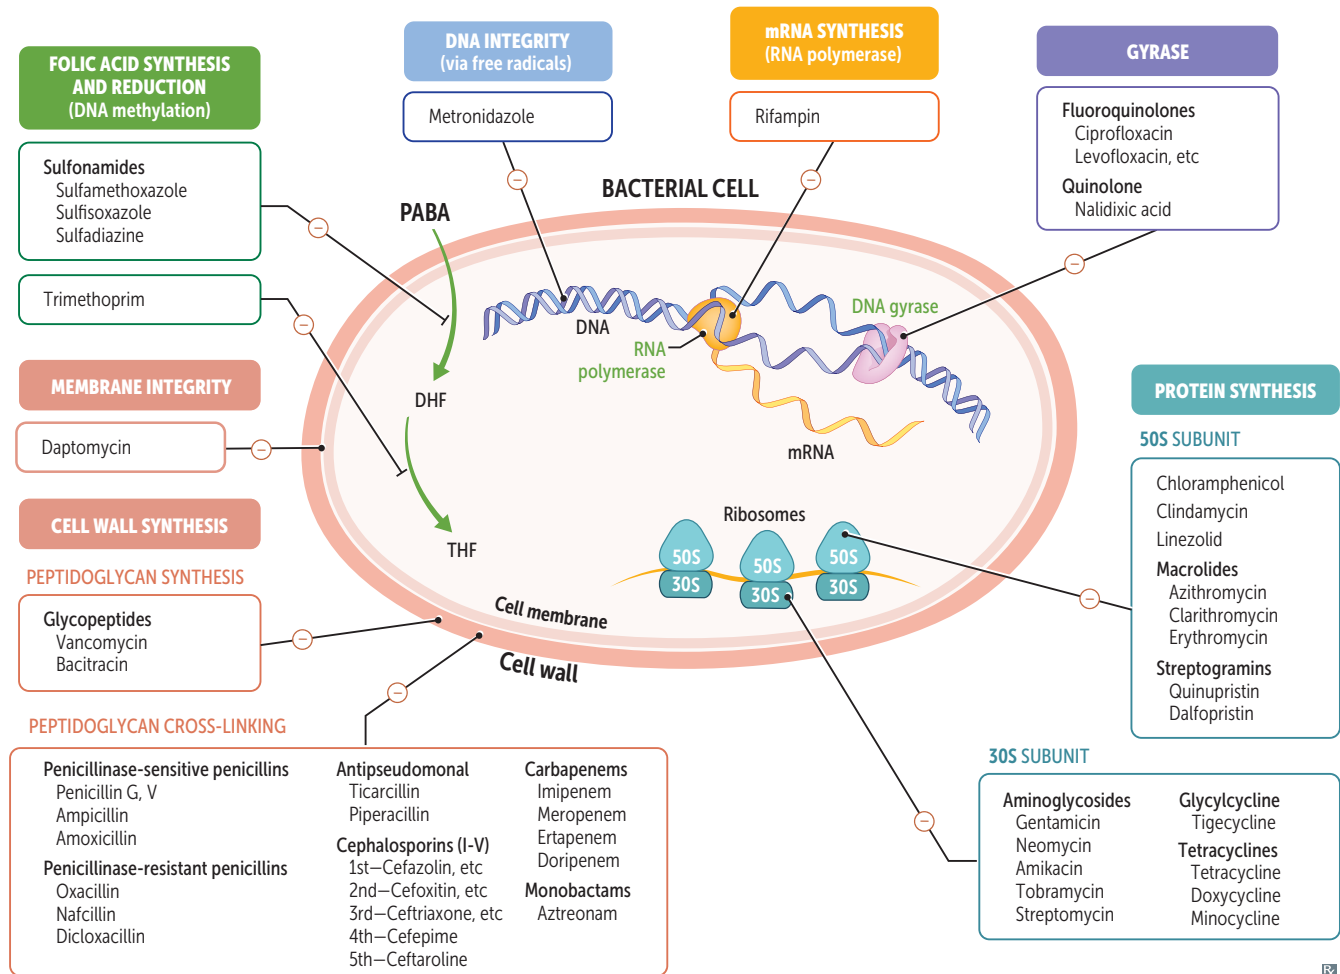 FOLIC ACID SYNTHESIS
AND REDUCTION
(DNA methylation)
Sulfonamides
Sulfamethoxazole
Sulfisoxazole
Sulfadiazine
Trimethoprim
DNA INTEGRITY
(via free radicals)
Metronidazole
mRNA SYNTHESIS
(RNA polymerase)
Rifampin
GYRASE
Fluoroquinolones
Ciprofloxacin
Levofloxacin, etc
Quinolone
Nalidixic acid
BACTERIAL CELL
PABA
DHF
THF
DNA
RNA
polymerase
DNA gyrase
mRNA
Ribosomes
50S
30S
50S
30S
50S
30S
Cell membrane
Cell wall
MEMBRANE INTEGRITY
Daptomycin
CELL WALL SYNTHESIS
PEPTIDOGLYCAN SYNTHESIS
Glycopeptides
Vancomycin
Bacitracin
PEPTIDOGLYCAN CROSS-LINKING
Penicillinase-sensitive penicillins
Penicillin G, V
Ampicillin
Amoxicillin
Penicillinase-resistant penicillins
Oxacillin
Nafcillin
Dicloxacillin
Antipseudomonal
Ticarcillin
Piperacillin
Cephalosporins (I-V)
1st—Cefazolin, etc
2nd—Cefoxitin, etc
3rd—Ceftriaxone, etc
4th—Cefepime
5th—Ceftaroline
Carbapenems
Imipenem
Meropenem
Ertapenem
Doripenem
Monobactams
Aztreonam
PROTEIN SYNTHESIS
50S SUBUNIT
Chloramphenicol
Clindamycin
Linezolid
Macrolides
Azithromycin
Clarithromycin
Erythromycin
Streptogramins
Quinupristin
Dalfopristin
30S SUBUNIT
Aminoglycosides
Gentamicin
Neomycin
Amikacin
Tobramycin
Streptomycin
Glycylcycline
Tigecycline
Tetracyclines
Tetracycline
Doxycycline
Minocycline